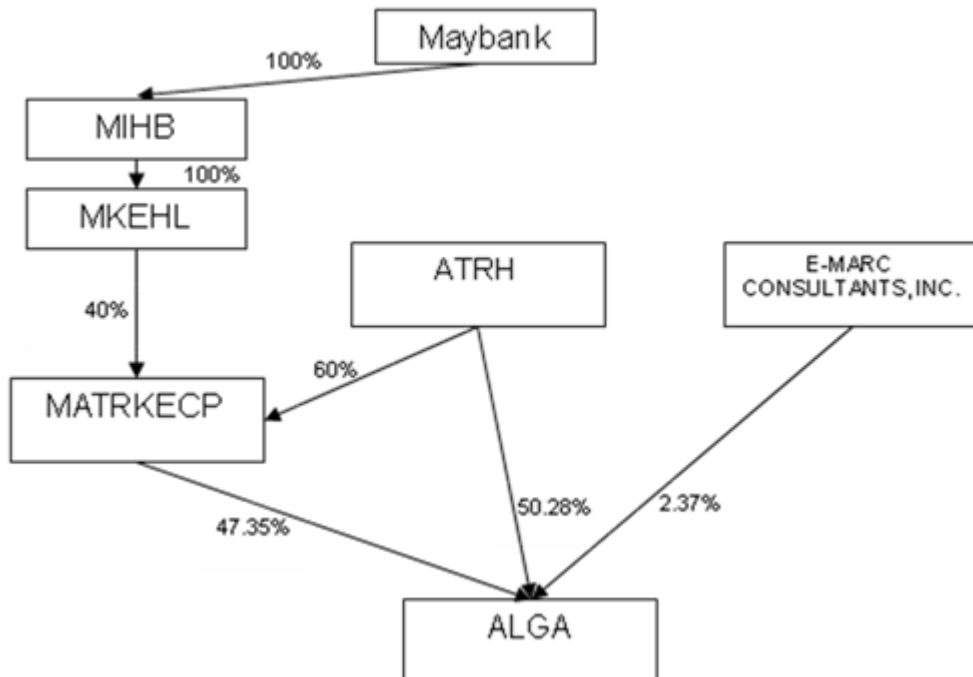 Maybank
100%
MIHB
100%
MKEHL
ATRH
E-MARC
CONSULTANTS,INC.
40%
60%
MATRKECP
47.35%
50.28%
2.37%
ALGA